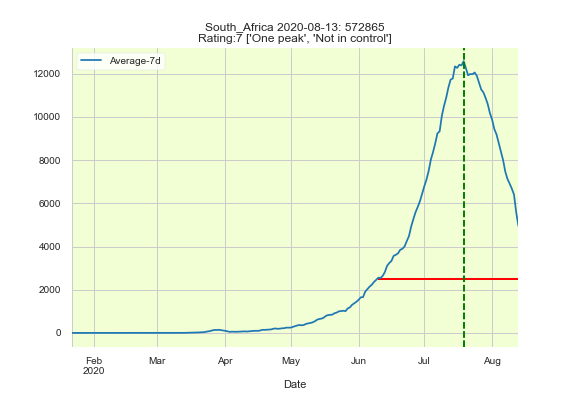 South_Africa 2020-08-13: 572865
Rating:7 ['One peak', 'Not in control']
Average-7d
12000
10000
8000
6000
4000
2000
0
Feb
2020
Mar
Apr
May
Jun
Jul
Aug
Date